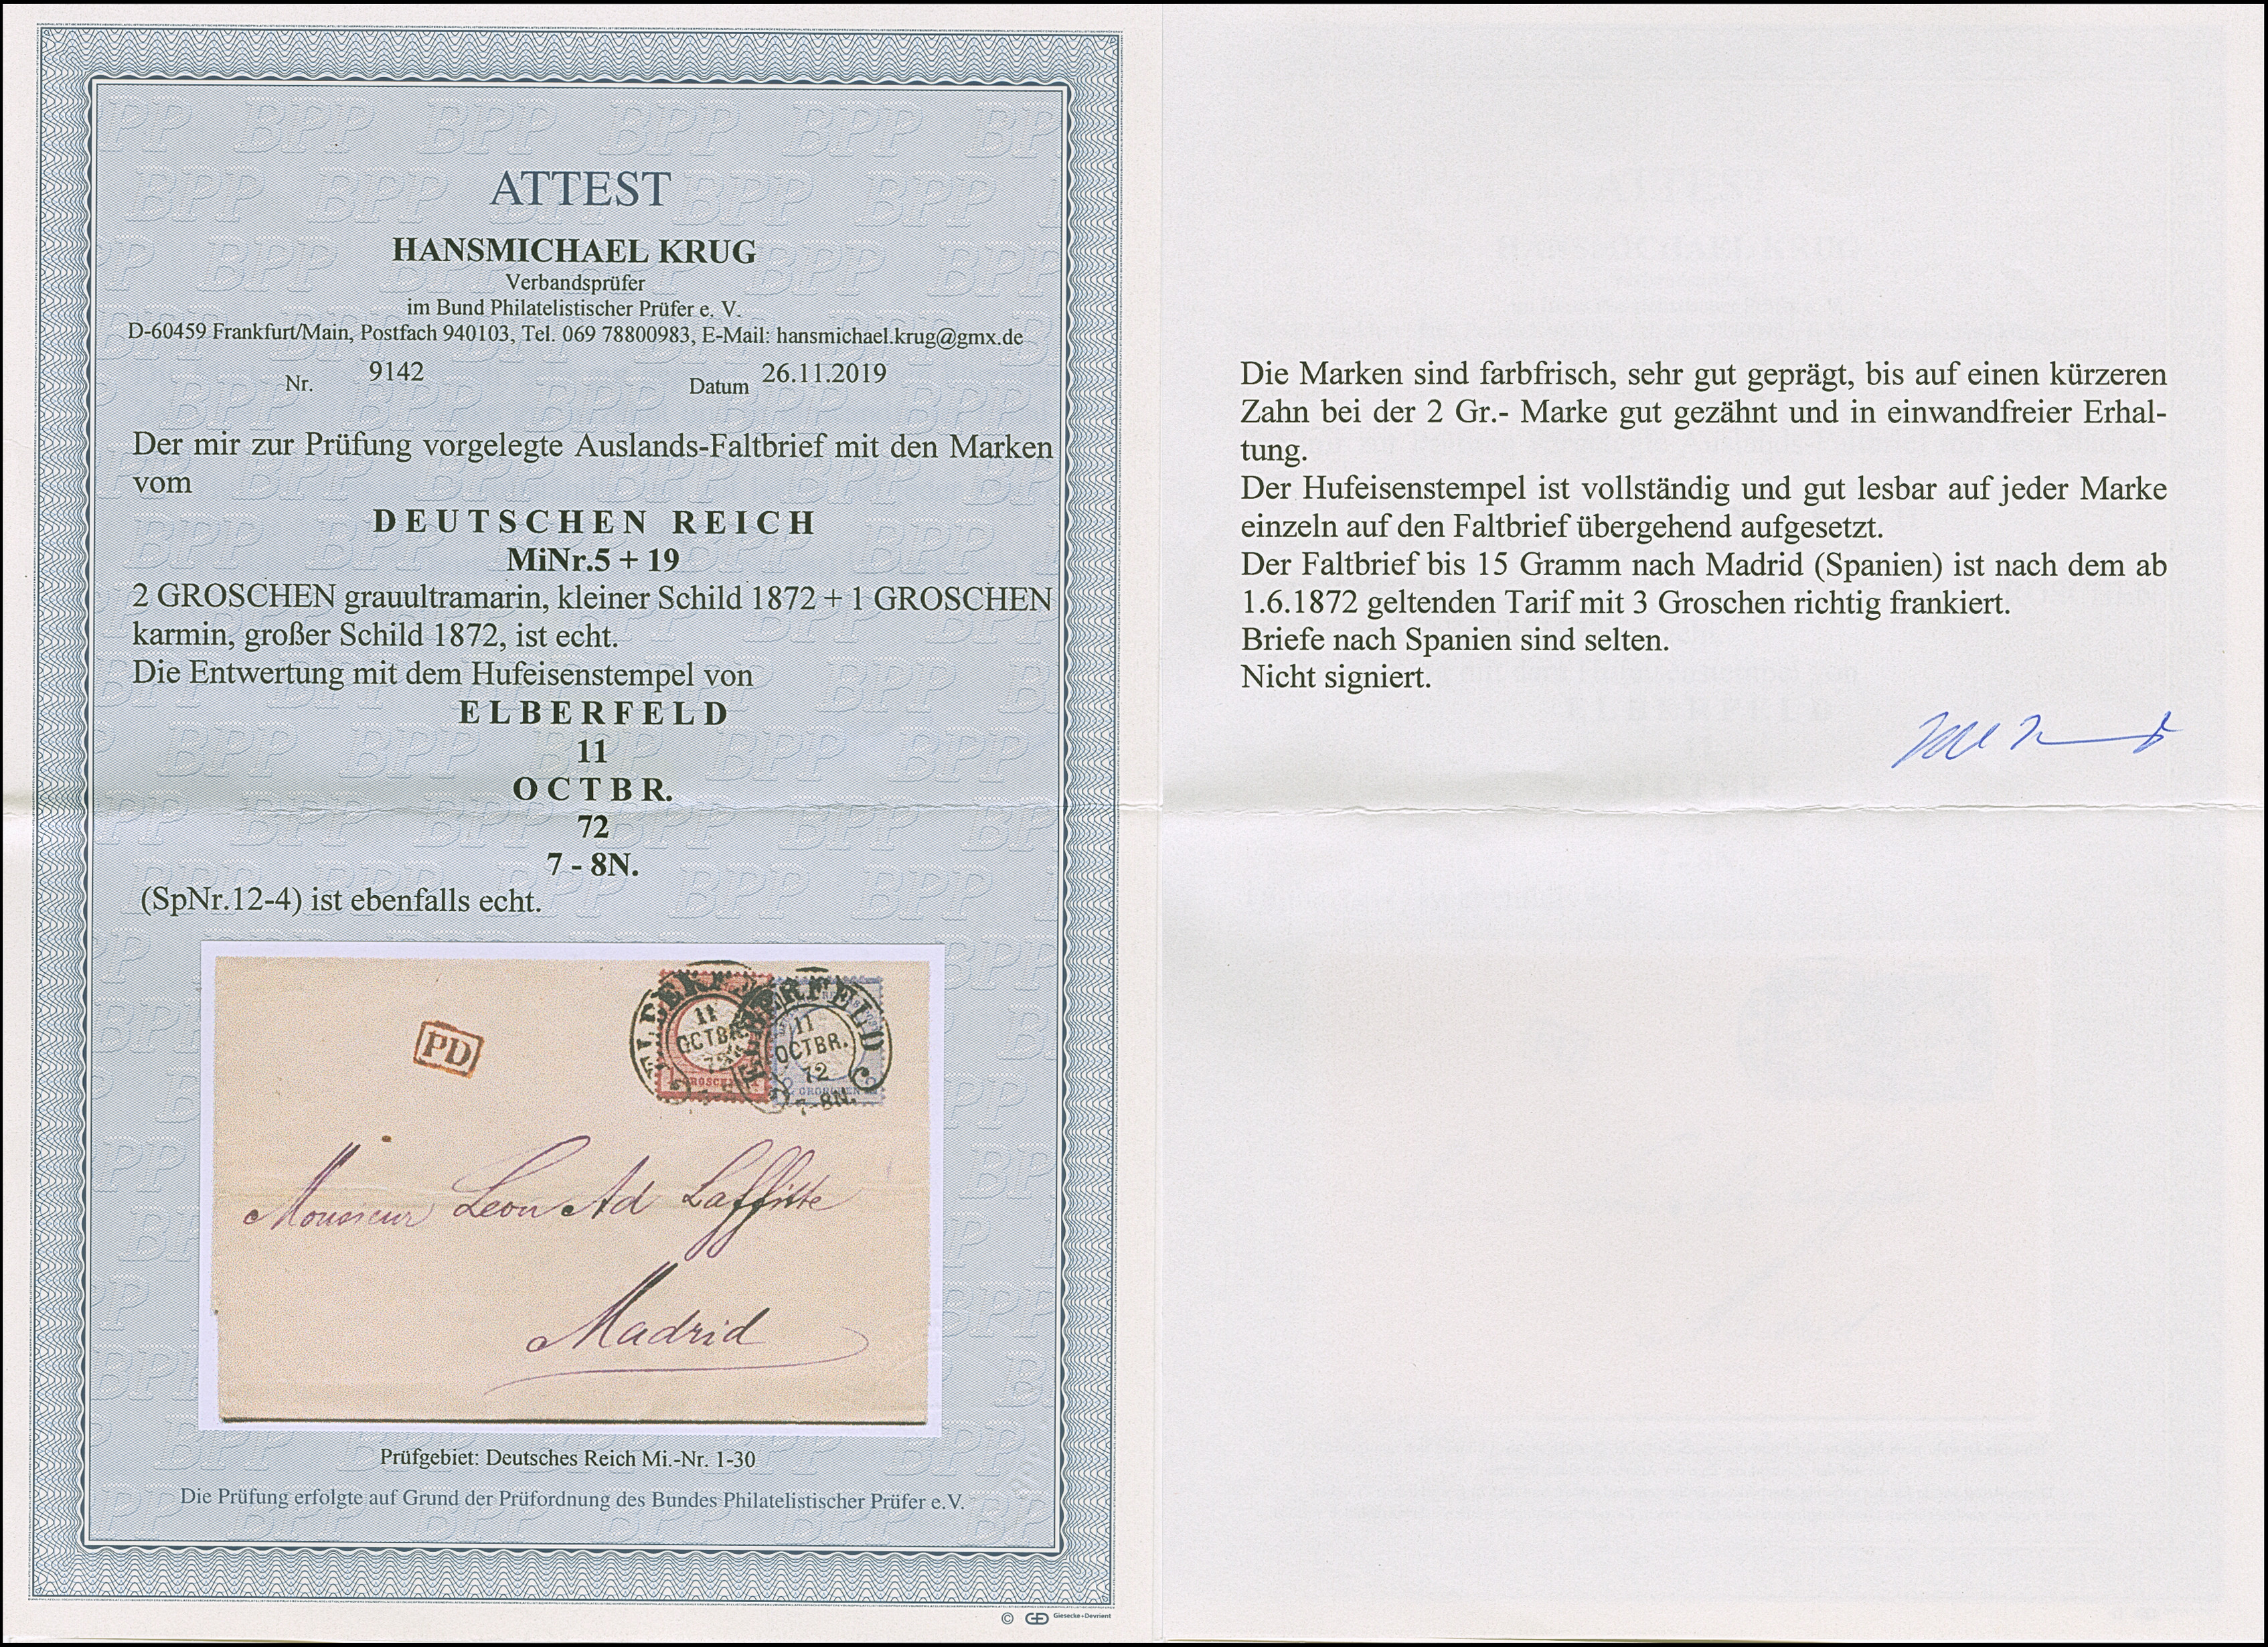 ATTEST
HANSMICHAEL KRUG
Verbandsprüfer
im Bund Philatelistischer Prüfer e. V.
D-60459 Frankfurt/Main, Postfach 940103, Tel. 069 78800983, E-Mail: hansmichael.krug@gmx.de
Nr. 9142 Datum 26.11.2019
Der mir zur Prüfung vorgelegte Auslands-Faltbrief mit den Marken
vom
DEUTSCHEN REICH
MiNr.5 + 19
2 GROSCHEN grauultramarin, kleiner Schild 1872 + 1 GROSCHEN
karmin, großer Schild 1872, ist echt.
Die Entwertung mit dem Hufeisenstempel von
ELBERFELD
11
OCTBR.
72
7 - 8N.
(SpNr.12-4) ist ebenfalls echt.
PD
ELBERFELD
11
OCTBR.
72
7-8N.
Monsieur Leon Ad Laffitte
Madrid
Prüfgebiet: Deutsches Reich Mi.-Nr. 1-30
Die Prüfung erfolgte auf Grund der Prüfordnung des Bundes Philatelistischer Prüfer e.V.
© GD Giesecke+Devrient
Die Marken sind farbfrisch, sehr gut geprägt, bis auf einen kürzeren
Zahn bei der 2 Gr.- Marke gut gezähnt und in einwandfreier Erhal-
tung.
Der Hufeisenstempel ist vollständig und gut lesbar auf jeder Marke
einzeln auf den Faltbrief übergehend aufgesetzt.
Der Faltbrief bis 15 Gramm nach Madrid (Spanien) ist nach dem ab
1.6.1872 geltenden Tarif mit 3 Groschen richtig frankiert.
Briefe nach Spanien sind selten.
Nicht signiert.